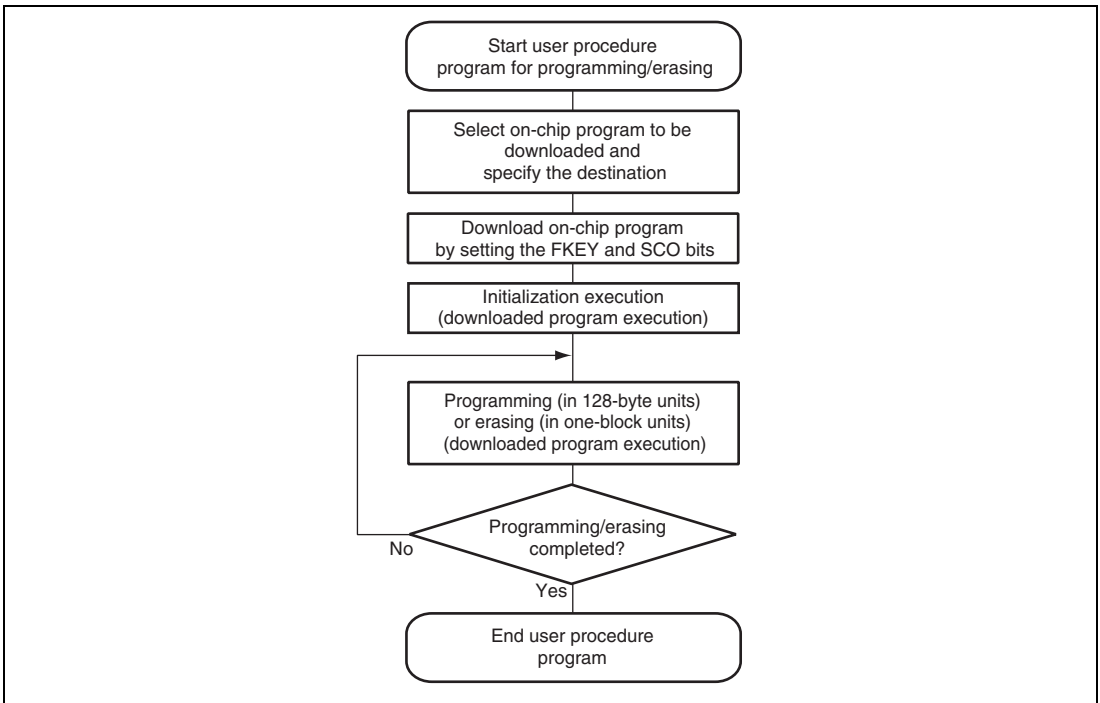 Start user procedure
program for programming/erasing
Select on-chip program to be
downloaded and
specify the destination
Download on-chip program
by setting the FKEY and SCO bits
Initialization execution
(downloaded program execution)
Programming (in 128-byte units)
or erasing (in one-block units)
(downloaded program execution)
Programming/erasing
completed?
No
Yes
End user procedure
program